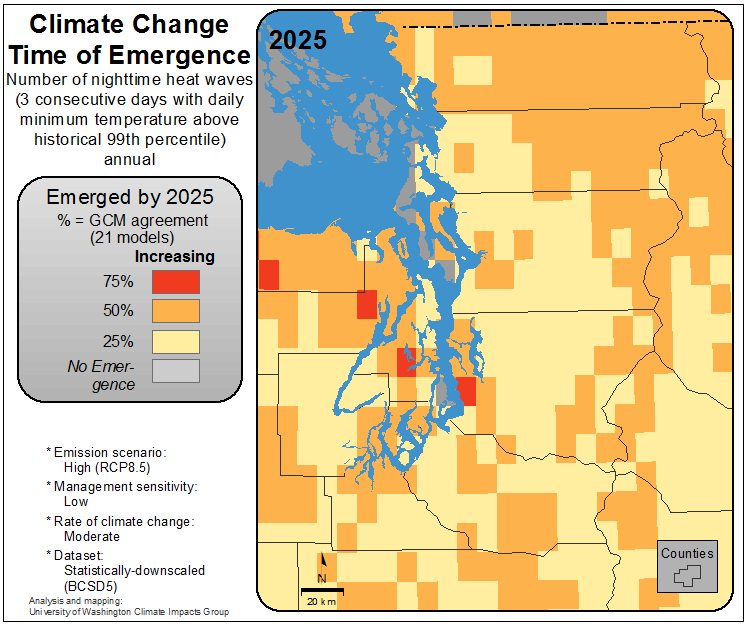 Climate Change
Time of Emergence
Number of nighttime heat waves
(3 consecutive days with daily
minimum temperature above
historical 99th percentile)
annual
Emerged by 2025
% = GCM agreement
(21 models)
Increasing
75%
50%
25%
No Emer-
gence
* Emission scenario:
High (RCP8.5)
* Management sensitivity:
Low
* Rate of climate change:
Moderate
* Dataset:
Statistically-downscaled
(BCSD5)
Analysis and mapping:
University of Washington Climate Impacts Group
2025
N
20 km
Counties